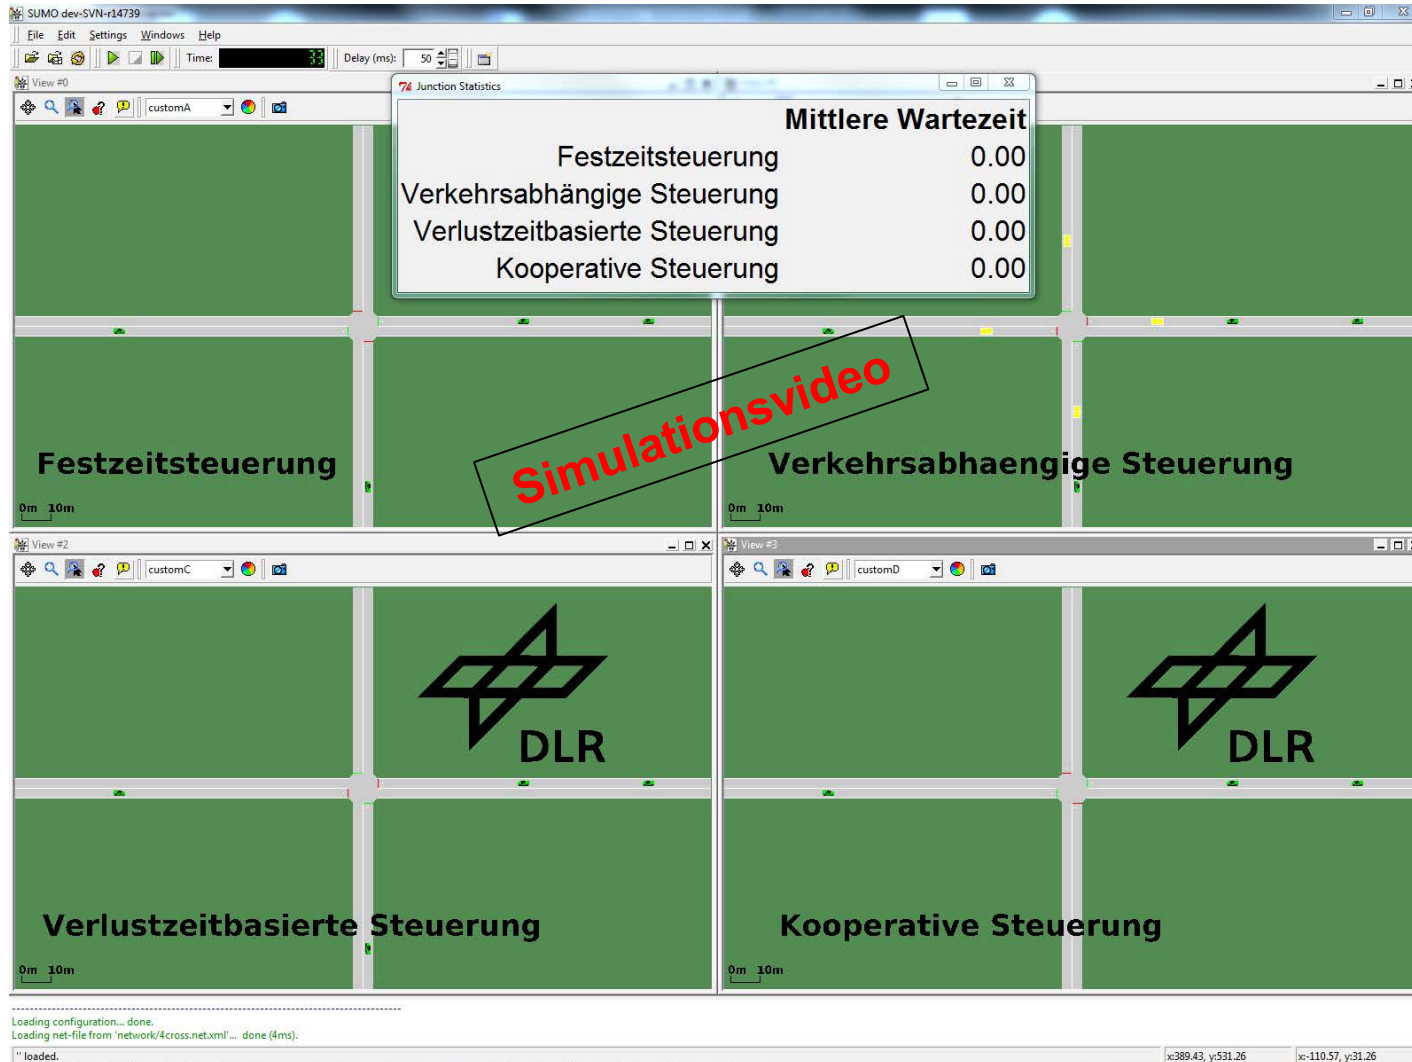 SUMO dev-SVN-r14739
File Edit Settings Windows Help
Time: 33 Delay (ms): 50
View #0
customA
7% Junction Statistics
Mittlere Wartezeit
Festzeitsteuerung 0.00
Verkehrsabhängige Steuerung 0.00
Verlustzeitbasierte Steuerung 0.00
Kooperative Steuerung 0.00
Simulationsvideo
Festzeitsteuerung
0m 10m
Verkehrsabhaengige Steuerung
0m 10m
View #2
customC
DLR
Verlustzeitbasierte Steuerung
0m 10m
View #3
customD
DLR
Kooperative Steuerung
0m 10m
Loading configuration... done.
Loading net-file from 'network/4cross.net.xml'... done (4ms).
'' loaded.
x:389.43, y:531.26
x:-110.57, y:31.26